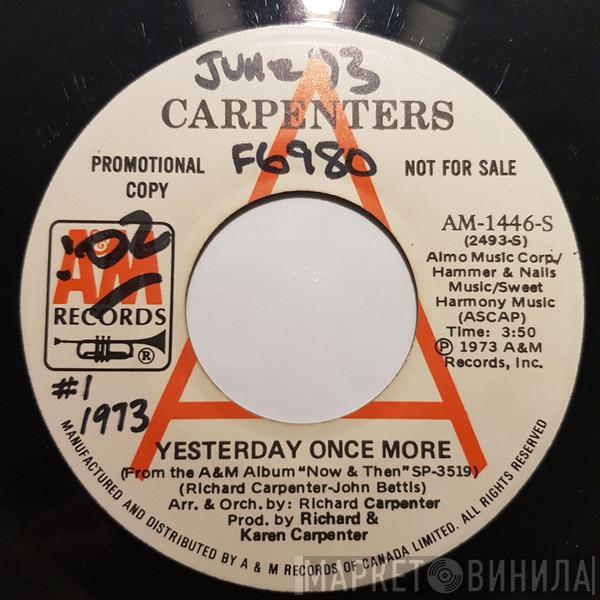 June 73
CARPENTERS
F6980
PROMOTIONAL
COPY
NOT FOR SALE
:02
A&M
RECORDS
®
#1
1973
AM-1446-S
(2493-S)
Almo Music Corp./
Hammer & Nails
Music/Sweet
Harmony Music
(ASCAP)
Time: 3:50
Ⓟ 1973 A&M
Records, Inc.
YESTERDAY ONCE MORE
(From the A&M Album "Now & Then" SP-3519)
(Richard Carpenter-John Bettis)
Arr. & Orch. by: Richard Carpenter
Prod. by Richard &
Karen Carpenter
MANUFACTURED AND DISTRIBUTED BY A & M RECORDS OF CANADA LIMITED. ALL RIGHTS RESERVED
МАРКЕТ ВИНИЛА